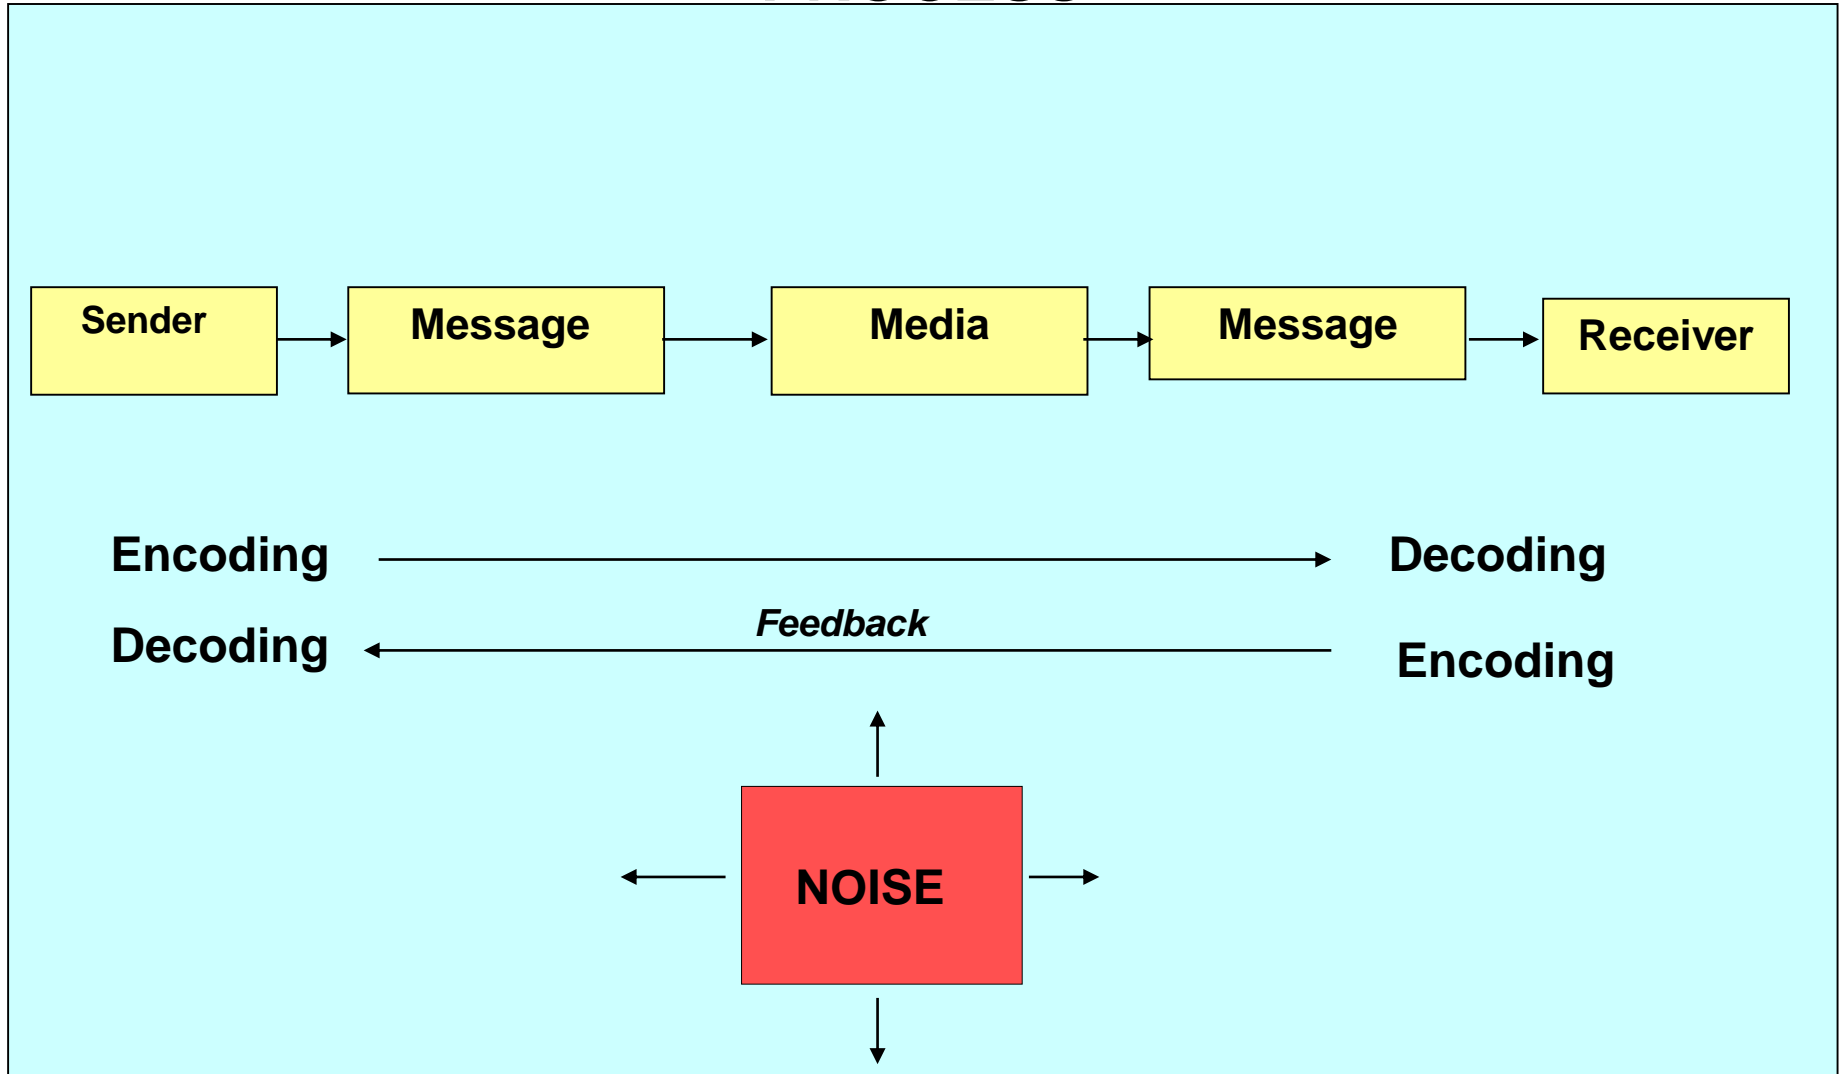 Sender
Message
Media
Message
Receiver
Encoding
Decoding
Feedback
Decoding
Encoding
NOISE